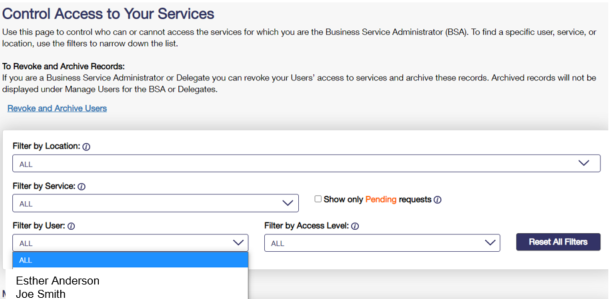 Control Access to Your Services
Use this page to control who can or cannot access the services for which you are the Business Service Administrator (BSA). To find a specific user, service, or
location, use the filters to narrow down the list.
To Revoke and Archive Records:
If you are a Business Service Administrator or Delegate you can revoke your Users' access to services and archive these records. Archived records will not be
displayed under Manage Users for the BSA or Delegates.
Revoke and Archive Users
Filter by Location:
ALL
Filter by Service:
ALL
Show only Pending requests
Filter by User:
Filter by Access Level:
ALL
ALL
Reset All Filters
ALL
Esther Anderson
Joe Smith